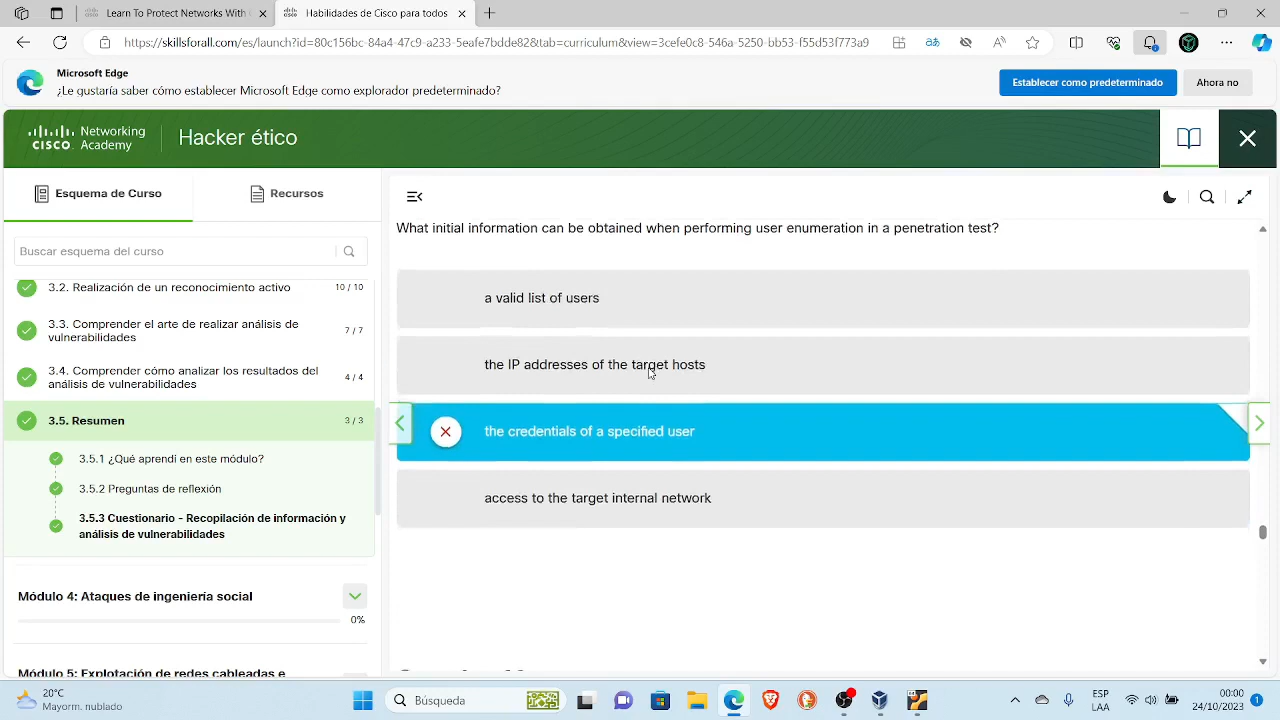 Learn To Protect Networks With
Habilidades de Cisco para todos
https://skillsforall.com/es/launch?id=80c156bc-84a4-47c9-a233-5eafe7bdde82&tab=curriculum&view=3cefe0c8-546a-5250-bb53-f55d53f773a9
Microsoft Edge
¿Le gustaría saber cómo establecer Microsoft Edge como explorador predeterminado?
Establecer como predeterminado
Ahora no
Networking
CISCO Academy
Hacker ético
Esquema de Curso
Recursos
Buscar esquema del curso
3.2. Realización de un reconocimiento activo
10 / 10
3.3. Comprender el arte de realizar análisis de
vulnerabilidades
7 / 7
3.4. Comprender cómo analizar los resultados del
análisis de vulnerabilidades
4 / 4
3.5. Resumen
3 / 3
3.5.1 ¿Qué aprendí en este módulo?
3.5.2 Preguntas de reflexión
3.5.3 Cuestionario - Recopilación de información y
análisis de vulnerabilidades
Módulo 4: Ataques de ingeniería social
0%
Módulo 5: Explotación de redes cableadas e
What initial information can be obtained when performing user enumeration in a penetration test?
a valid list of users
the IP addresses of the target hosts
the credentials of a specified user
access to the target internal network
20°C
Mayorm. nublado
Búsqueda
ESP
LAA
00:00
24/10/2023
1